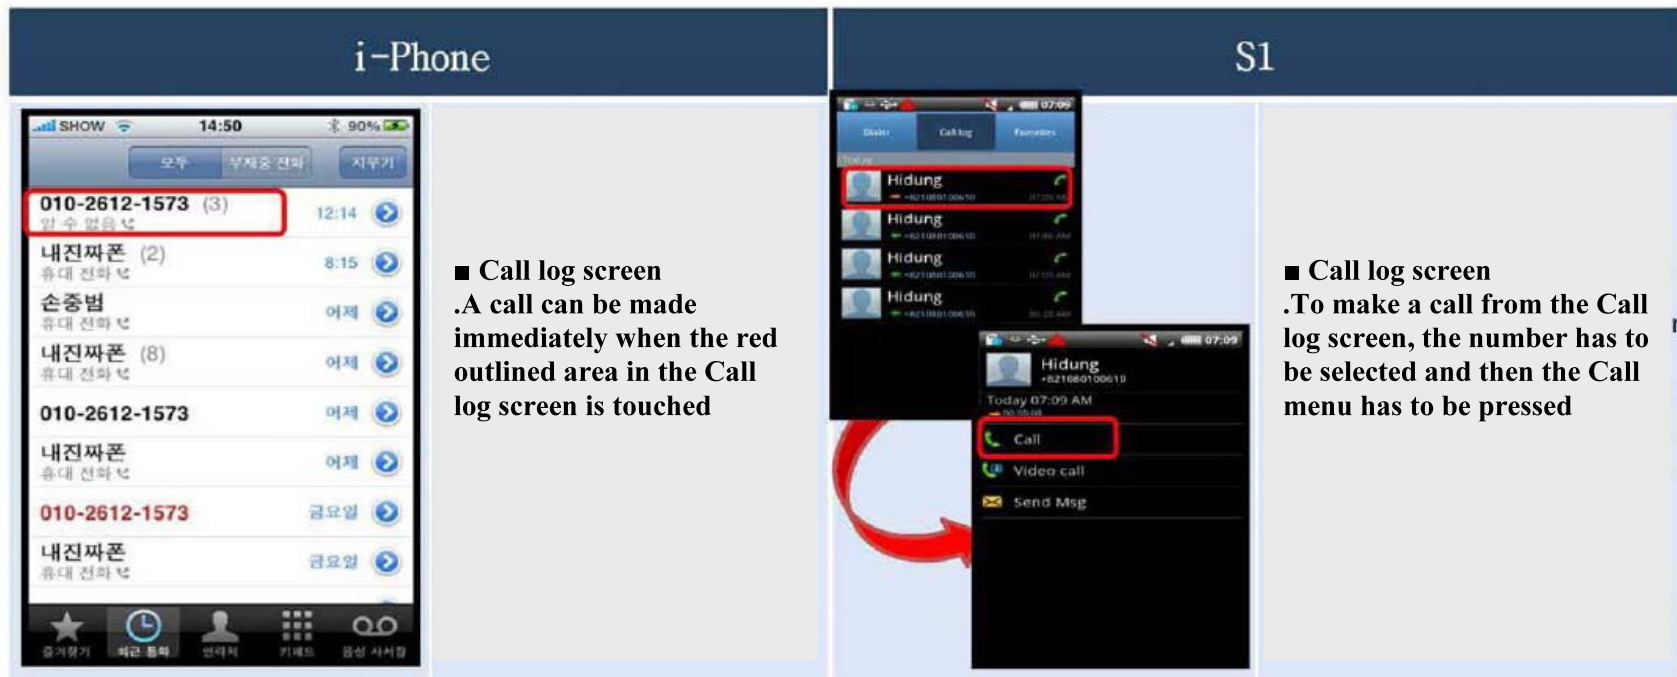 i-Phone
S1
SHOW 14:50 90%
모두 부재중 전화 지우기
010-2612-1573 (3) 12:14
알 수 없음
내진짜폰 (2) 8:15
휴대 전화
손중범 어제
휴대 전화
내진짜폰 (8) 어제
휴대 전화
010-2612-1573 어제
내진짜폰 어제
휴대 전화
010-2612-1573 금요일
내진짜폰 금요일
휴대 전화
즐겨찾기 최근 통화 연락처 키패드 음성 사서함
■ Call log screen
.A call can be made
immediately when the red
outlined area in the Call
log screen is touched
07:09
Dialer Call log Favorites
Today
Hidung
Hidung
Hidung
Hidung
07:09
Hidung
+821080100610
Today 07:09 AM
Call
Video call
Send Msg
■ Call log screen
.To make a call from the Call
log screen, the number has to
be selected and then the Call
menu has to be pressed